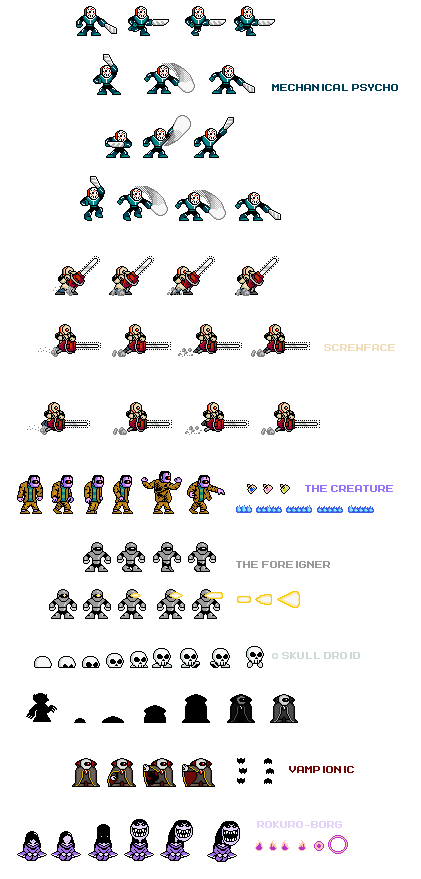 MECHANICAL PSYCHO
SCREWFACE
THE CREATURE
THE FOREIGNER
© SKULL DROID
VAMPIONIC
ROKURO-BORG